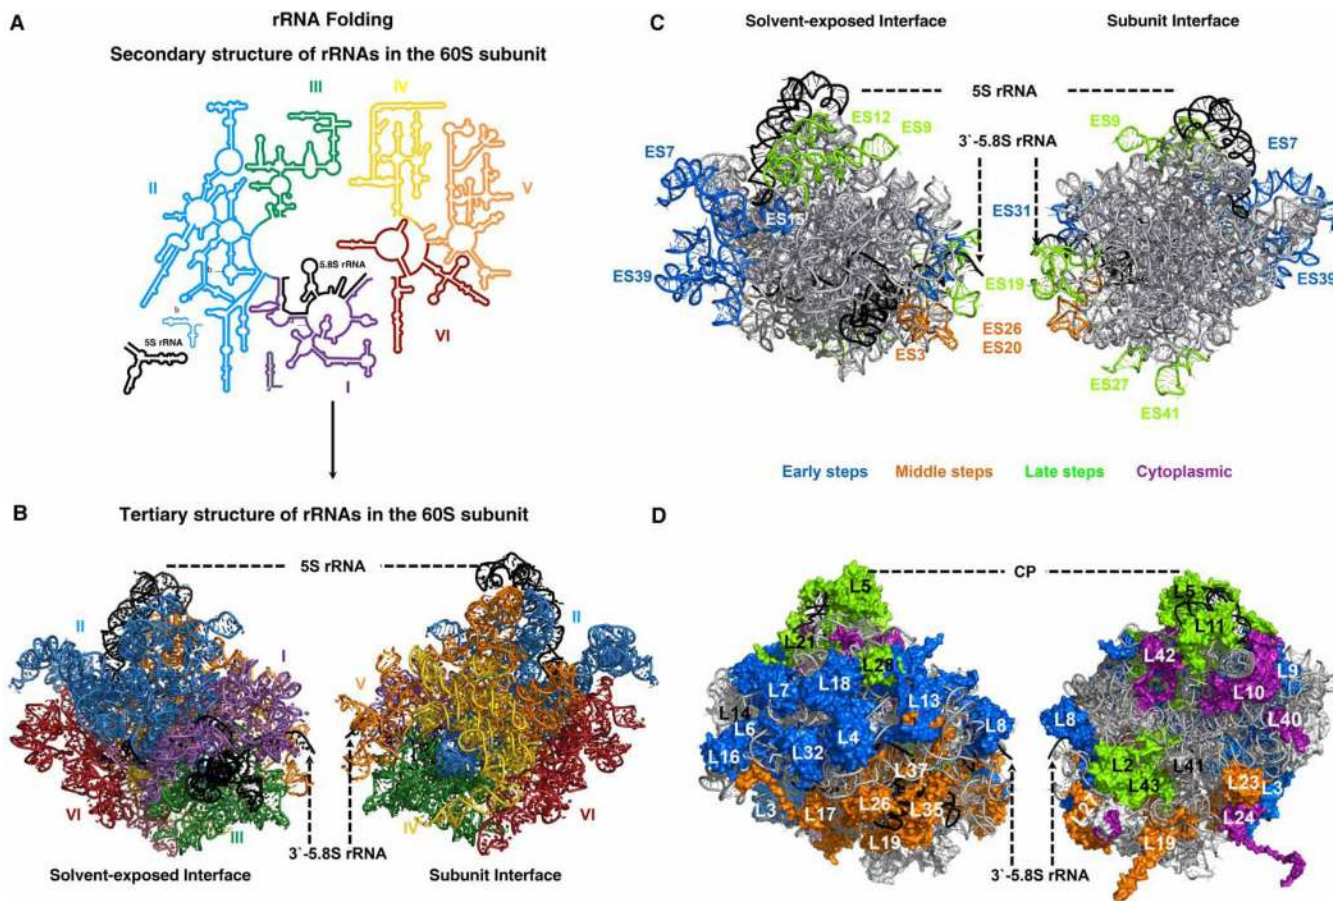 A
rRNA Folding
Secondary structure of rRNAs in the 60S subunit
III
IV
II
V
5.8S rRNA
b
VI
b
5S rRNA
I
B
Tertiary structure of rRNAs in the 60S subunit
5S rRNA
II
II
I
V
VI
VI
IV
III
3`-5.8S rRNA
Solvent-exposed Interface
Subunit Interface
C
Solvent-exposed Interface
Subunit Interface
5S rRNA
ES12
ES9
ES9
3`-5.8S rRNA
ES7
ES7
ES15
ES31
ES39
ES19
ES39
ES26
ES3
ES20
ES27
ES41
Early steps
Middle steps
Late steps
Cytoplasmic
D
CP
L5
L5
L11
L21
L42
L28
L9
L7
L18
L10
L14
L13
L6
L8
L8
L40
L4
L16
L32
L2
L41
L37
L43
L23
L3
L26
L35
L3
L17
L24
L19
L19
3`-5.8S rRNA